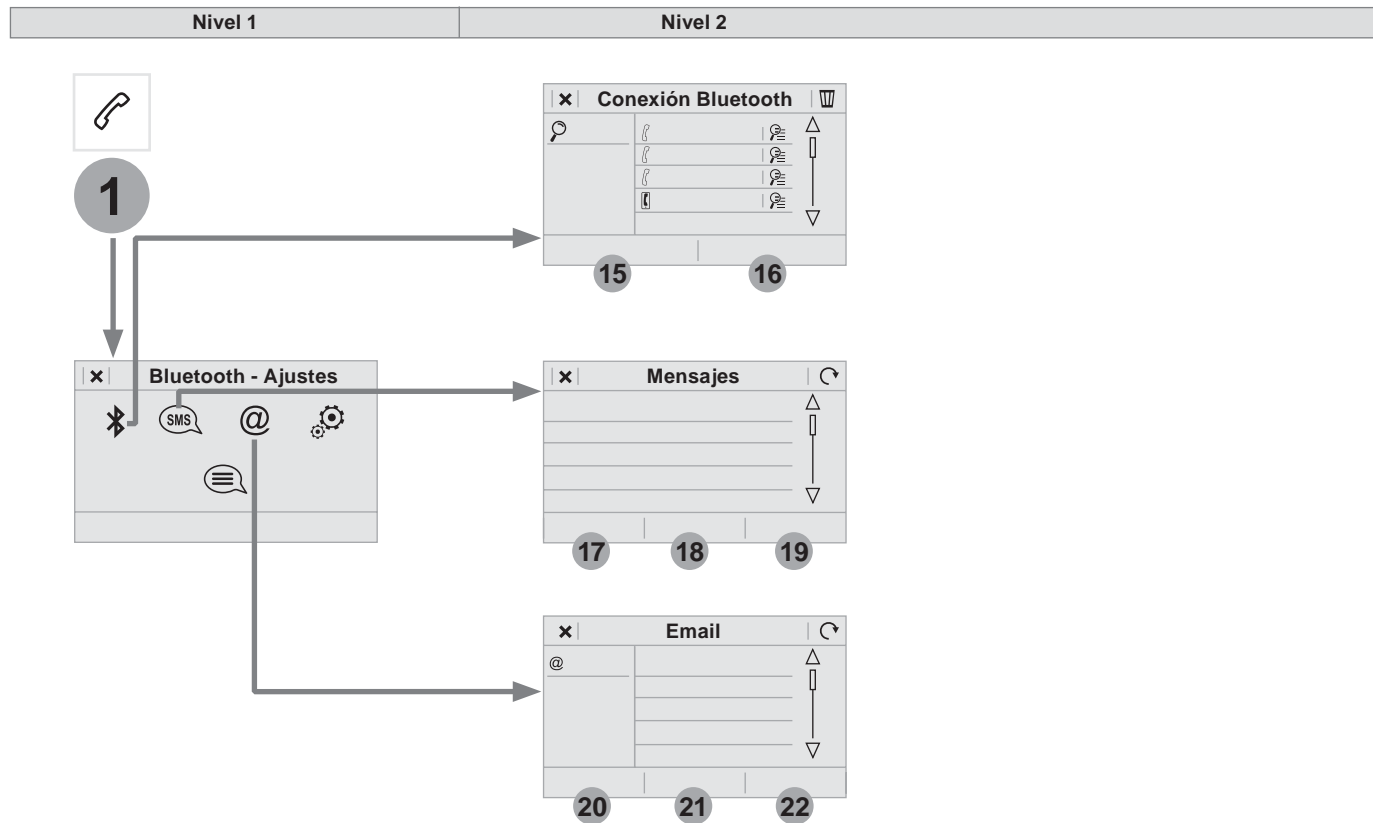 Nivel 1 Nivel 2
Conexión Bluetooth
1
15 16
Bluetooth - Ajustes
SMS @
Mensajes
17 18 19
Email
@
20 21 22